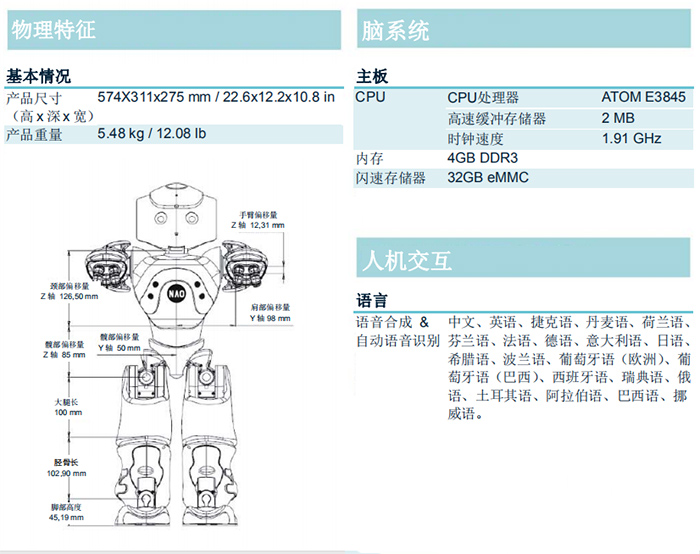 物理特征
基本情况
产品尺寸 574X311x275 mm / 22.6x12.2x10.8 in
（高 x 深 x 宽）
产品重量 5.48 kg / 12.08 lb
手臂偏移量
Z 轴 12,31 mm
颈部偏移量
Z 轴 126,50 mm
NAO
肩部偏移量
Y 轴 98 mm
髋部偏移量
Z 轴 85 mm
髋部偏移量
Y 轴 50 mm
大腿长
100 mm
胫骨长
102,90 mm
脚部高度
45,19 mm
脑系统
主板
CPU CPU处理器 ATOM E3845
高速缓冲存储器 2 MB
时钟速度 1.91 GHz
内存 4GB DDR3
闪速存储器 32GB eMMC
人机交互
语言
语音合成 & 中文、英语、捷克语、丹麦语、荷兰语、
自动语音识别 芬兰语、法语、德语、意大利语、日语、
希腊语、波兰语、葡萄牙语（欧洲）、葡
萄牙语（巴西）、西班牙语、瑞典语、俄
语、土耳其语、阿拉伯语、巴西语、挪
威语。